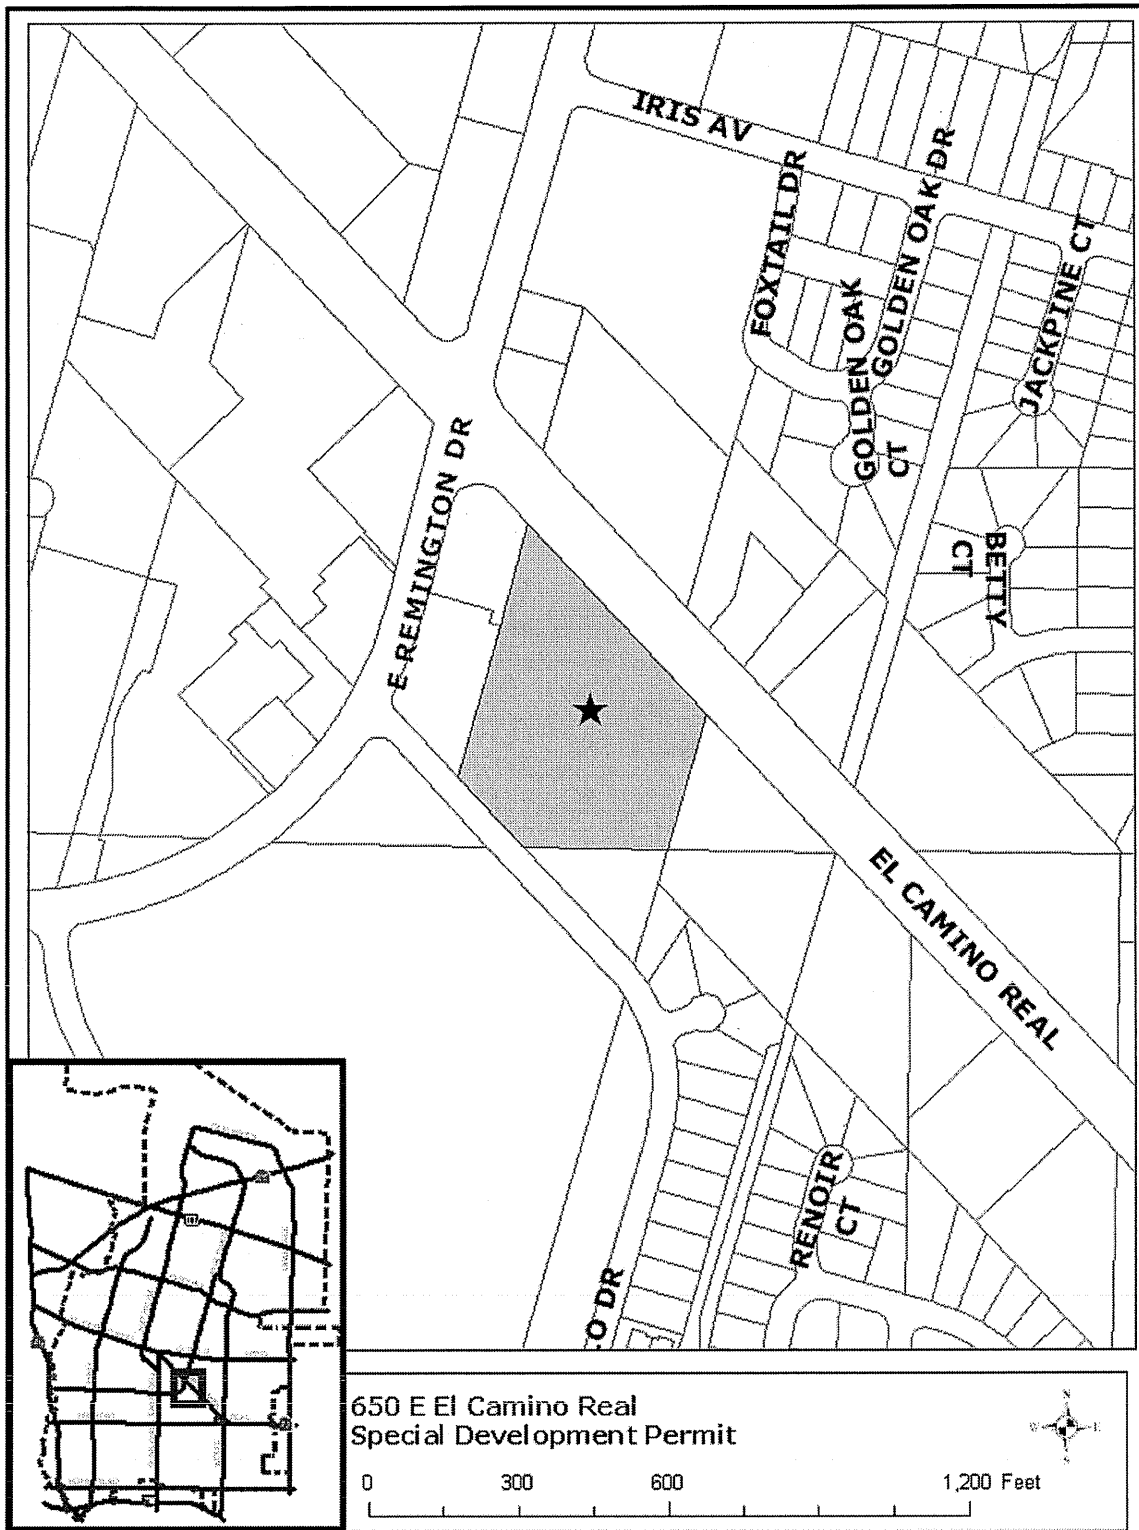 IRIS AV
FOXTAIL DR
GOLDEN OAK DR
JACKPINE CT
GOLDEN OAK
CT
BETTY
CT
E REMINGTON DR
EL CAMINO REAL
RENOIR
CT
O DR
650 E El Camino Real
Special Development Permit
0 300 600 1,200 Feet